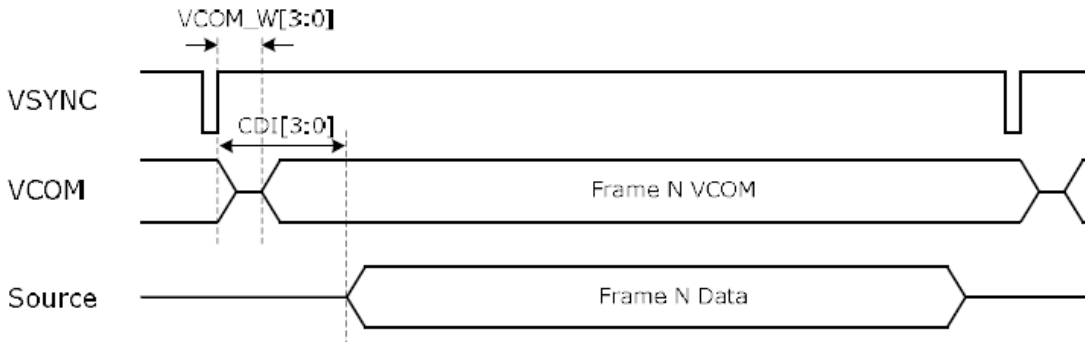 VCOM_W[3:0]
VSYNC
CDI[3:0]
VCOM
Frame N VCOM
Source
Frame N Data